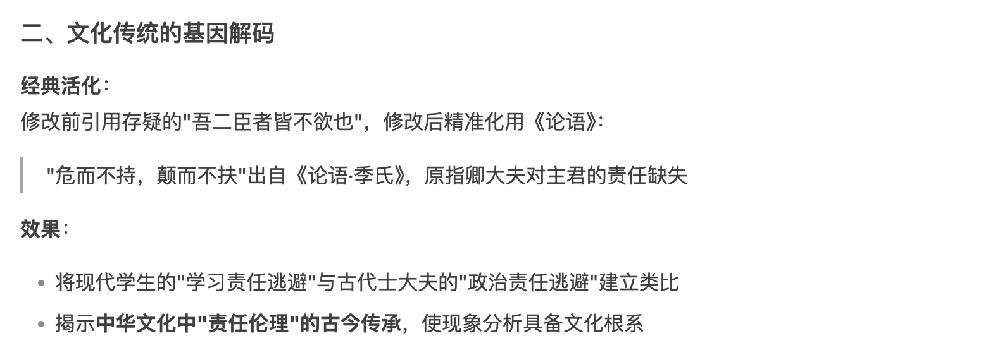 二、文化传统的基因解码
经典活化：
修改前引用存疑的"吾二臣者皆不欲也"，修改后精准化用《论语》：
"危而不持，颠而不扶"出自《论语·季氏》，原指卿大夫对主君的责任缺失
效果：
将现代学生的"学习责任逃避"与古代士大夫的"政治责任逃避"建立类比
揭示中华文化中"责任伦理"的古今传承，使现象分析具备文化根系